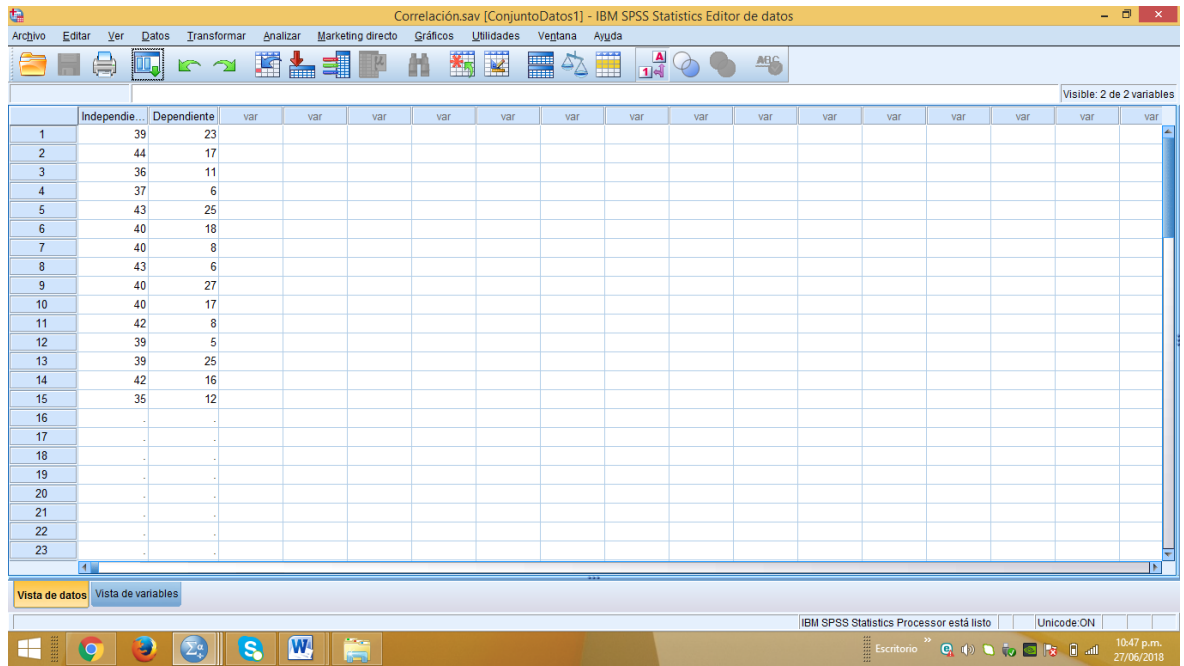 Correlación.sav [ConjuntoDatos1] - IBM SPSS Statistics Editor de datos
Archivo Editar Ver Datos Transformar Analizar Marketing directo Gráficos Utilidades Ventana Ayuda
Visible: 2 de 2 variables
Independie... Dependiente var var var var var var var var var var var var var var var
1 39 23
2 44 17
3 36 11
4 37 6
5 43 25
6 40 18
7 40 8
8 43 6
9 40 27
10 40 17
11 42 8
12 39 5
13 39 25
14 42 16
15 35 12
16 . .
17 . .
18 . .
19 . .
20 . .
21 . .
22 . .
23 . .
Vista de datos Vista de variables
IBM SPSS Statistics Processor está listo Unicode:ON
Escritorio 10:47 p.m.
27/06/2018